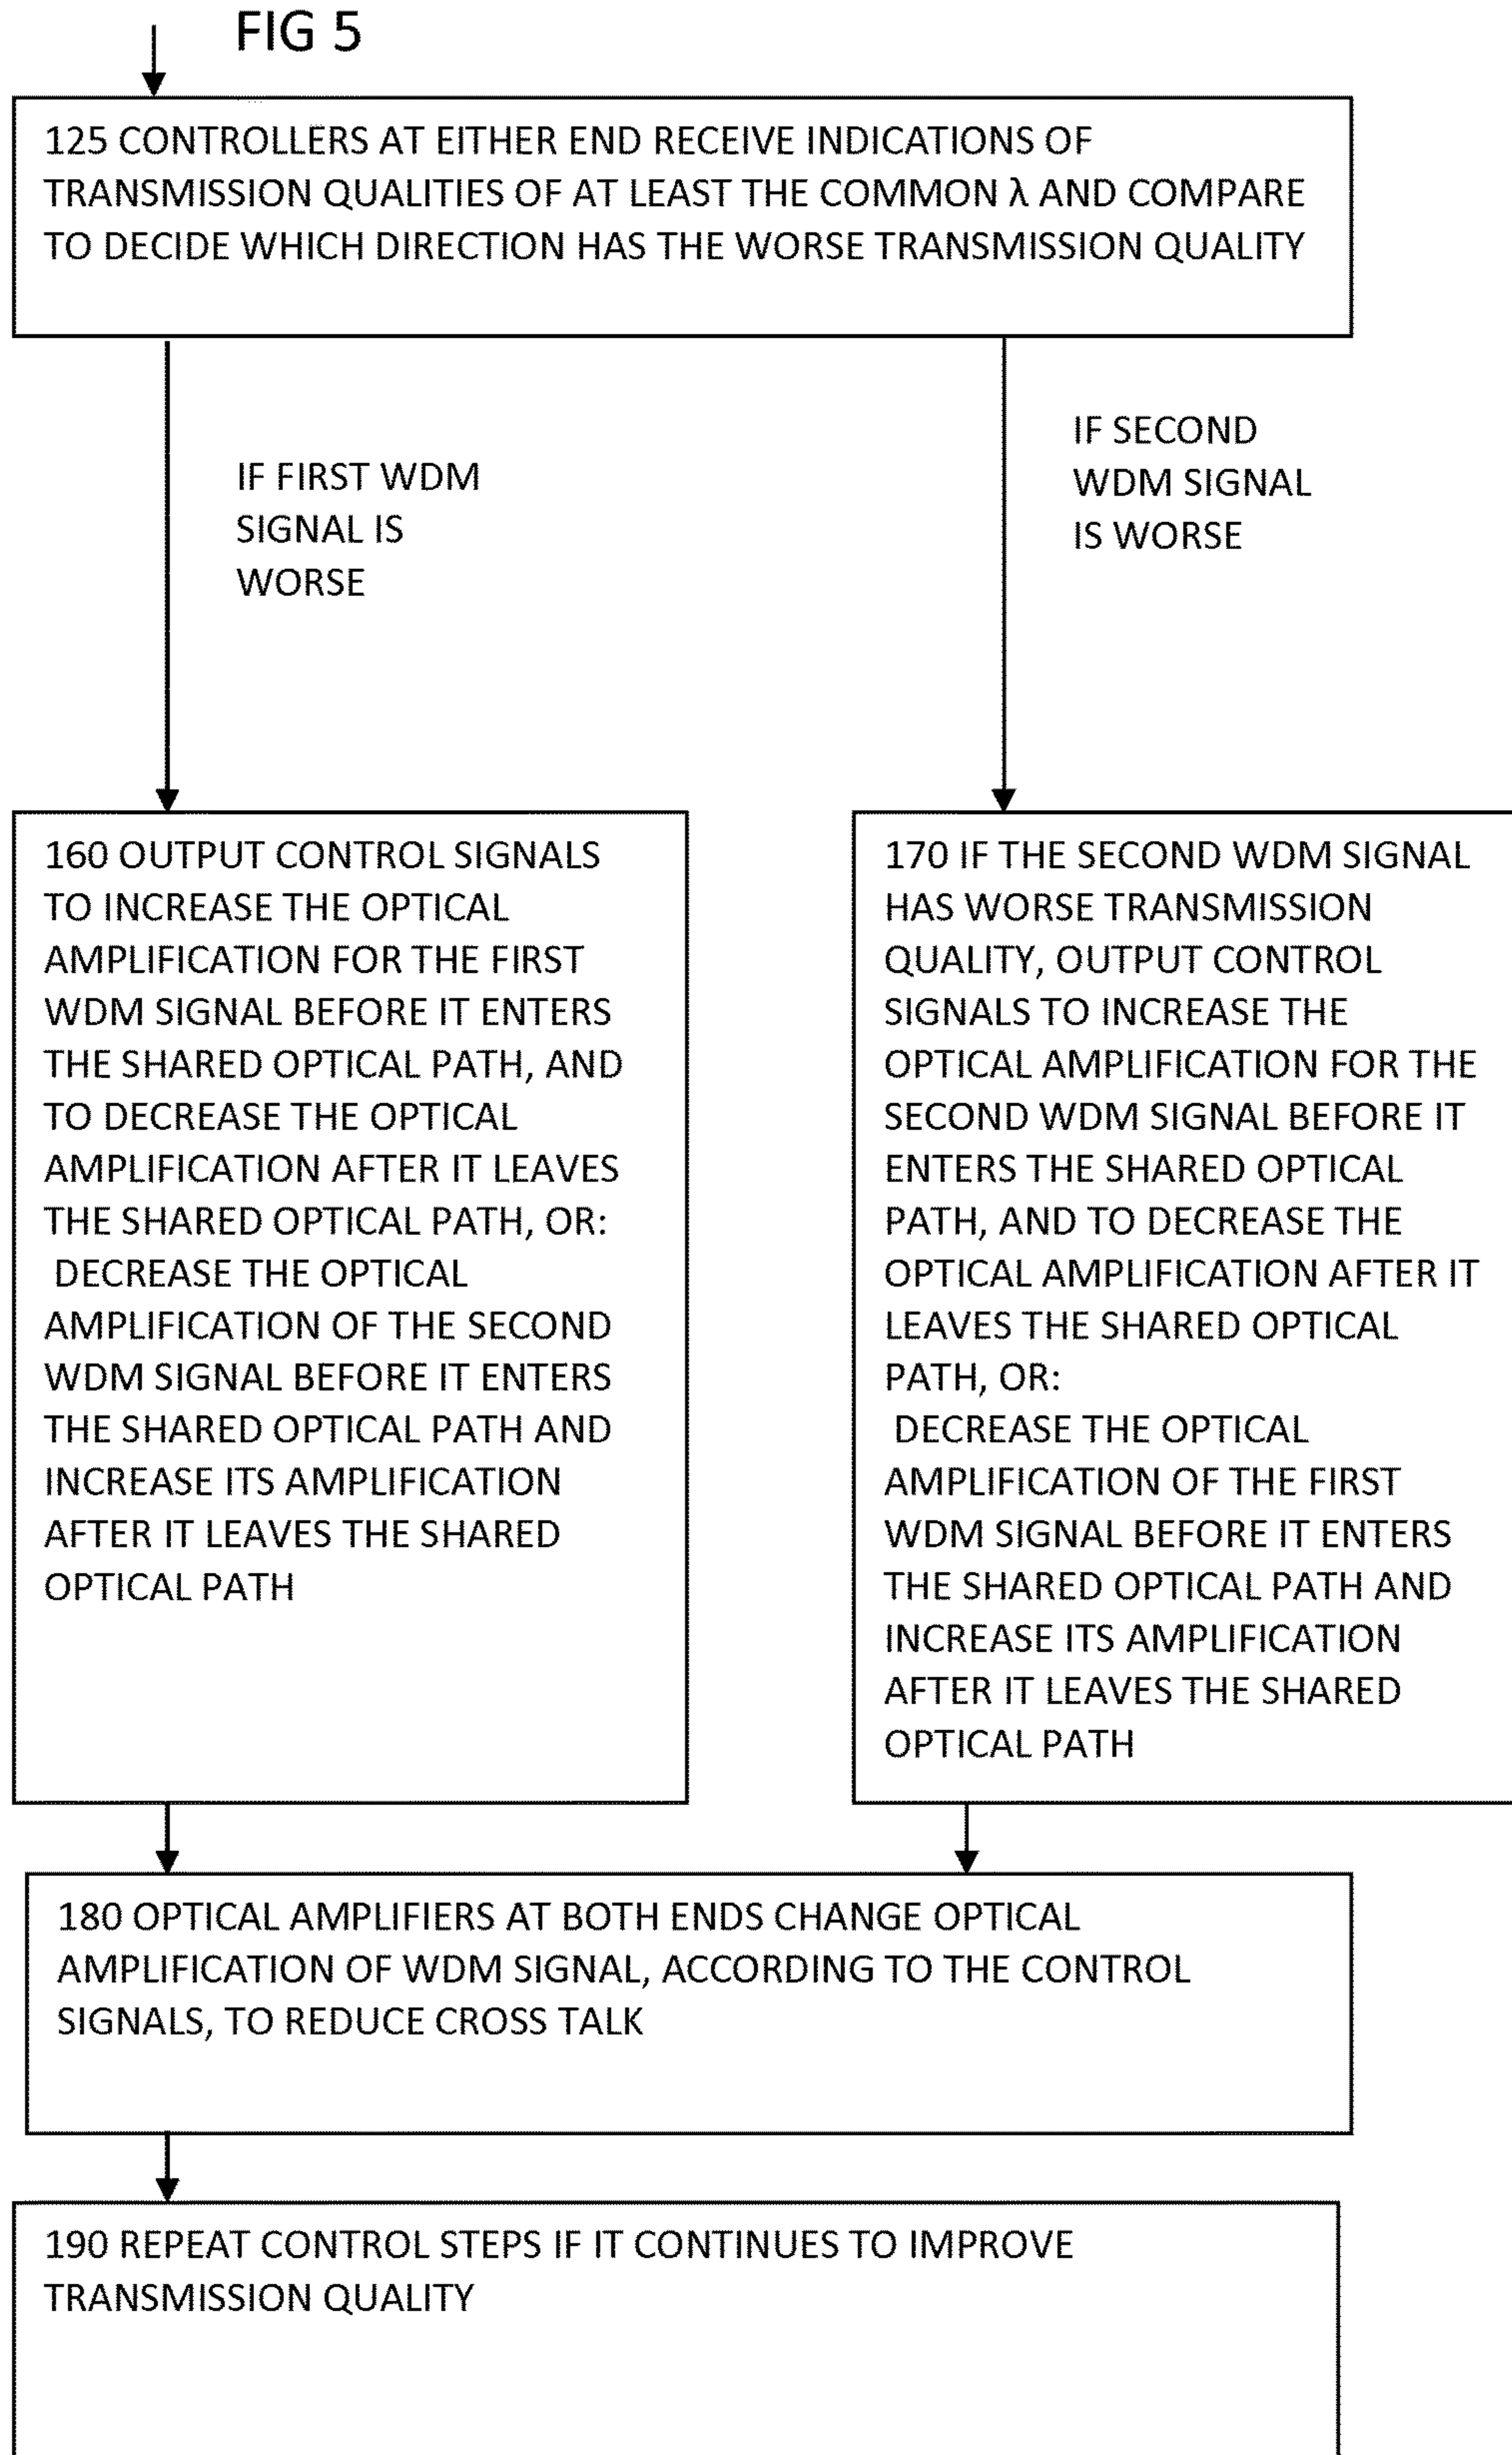 FIG 5
125 CONTROLLERS AT EITHER END RECEIVE INDICATIONS OF
TRANSMISSION QUALITIES OF AT LEAST THE COMMON λ AND COMPARE
TO DECIDE WHICH DIRECTION HAS THE WORSE TRANSMISSION QUALITY
IF FIRST WDM
SIGNAL IS
WORSE
IF SECOND
WDM SIGNAL
IS WORSE
160 OUTPUT CONTROL SIGNALS
TO INCREASE THE OPTICAL
AMPLIFICATION FOR THE FIRST
WDM SIGNAL BEFORE IT ENTERS
THE SHARED OPTICAL PATH, AND
TO DECREASE THE OPTICAL
AMPLIFICATION AFTER IT LEAVES
THE SHARED OPTICAL PATH, OR:
DECREASE THE OPTICAL
AMPLIFICATION OF THE SECOND
WDM SIGNAL BEFORE IT ENTERS
THE SHARED OPTICAL PATH AND
INCREASE ITS AMPLIFICATION
AFTER IT LEAVES THE SHARED
OPTICAL PATH
170 IF THE SECOND WDM SIGNAL
HAS WORSE TRANSMISSION
QUALITY, OUTPUT CONTROL
SIGNALS TO INCREASE THE
OPTICAL AMPLIFICATION FOR THE
SECOND WDM SIGNAL BEFORE IT
ENTERS THE SHARED OPTICAL
PATH, AND TO DECREASE THE
OPTICAL AMPLIFICATION AFTER IT
LEAVES THE SHARED OPTICAL
PATH, OR:
DECREASE THE OPTICAL
AMPLIFICATION OF THE FIRST
WDM SIGNAL BEFORE IT ENTERS
THE SHARED OPTICAL PATH AND
INCREASE ITS AMPLIFICATION
AFTER IT LEAVES THE SHARED
OPTICAL PATH
180 OPTICAL AMPLIFIERS AT BOTH ENDS CHANGE OPTICAL
AMPLIFICATION OF WDM SIGNAL, ACCORDING TO THE CONTROL
SIGNALS, TO REDUCE CROSS TALK
190 REPEAT CONTROL STEPS IF IT CONTINUES TO IMPROVE
TRANSMISSION QUALITY